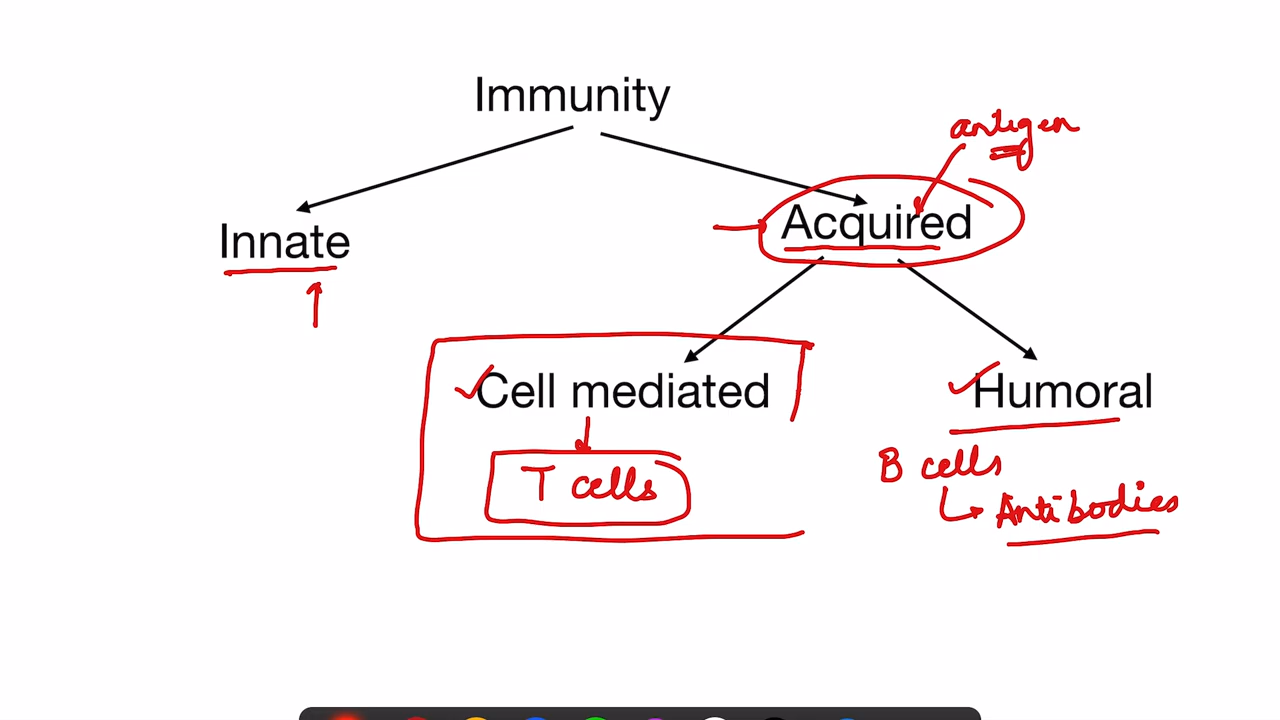 Immunity
antigen
Acquired
Innate
Cell mediated
Humoral
T cells
B cells
Antibodies